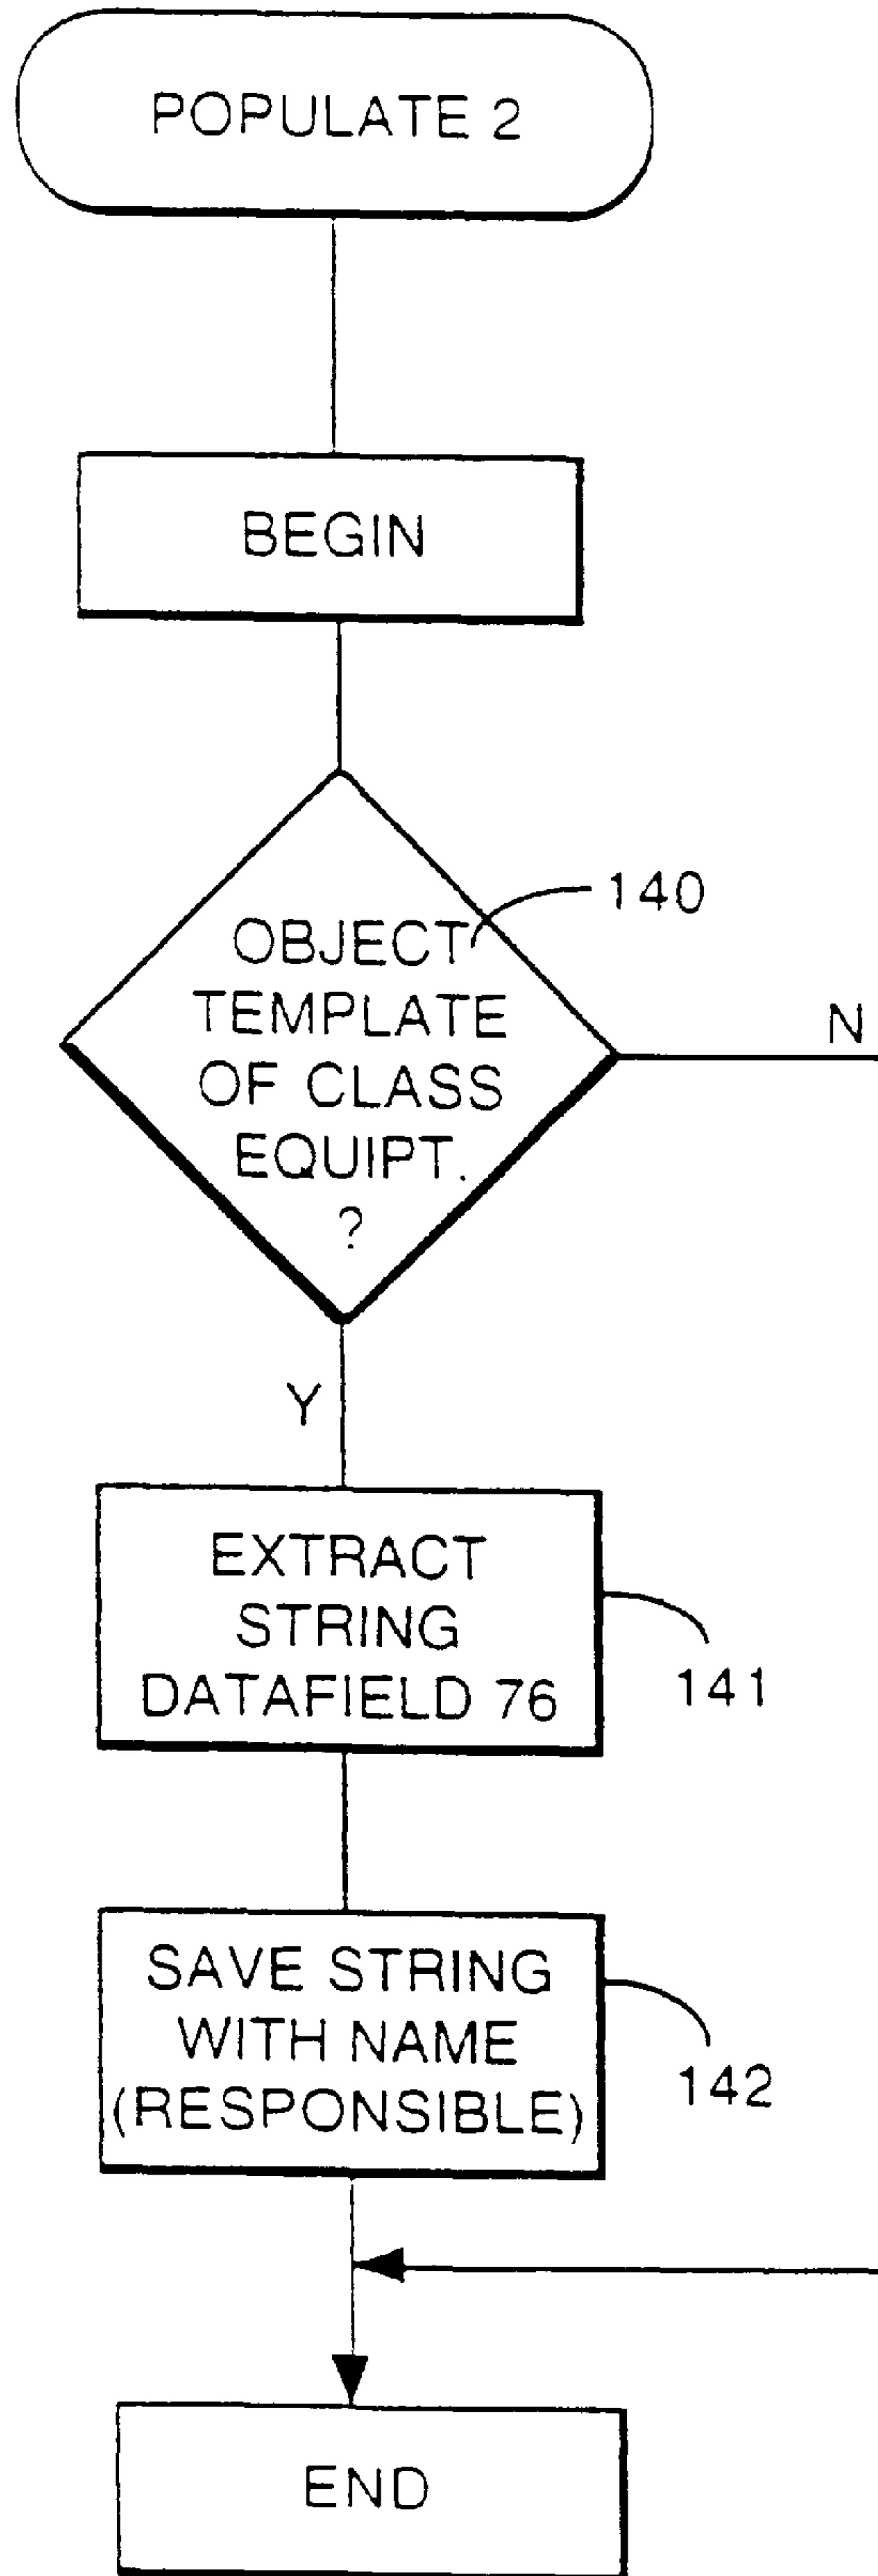 POPULATE 2
BEGIN
140
OBJECT
TEMPLATE
OF CLASS
EQUIPT.
?
N
Y
EXTRACT
STRING
DATAFIELD 76
141
SAVE STRING
WITH NAME
(RESPONSIBLE)
142
END